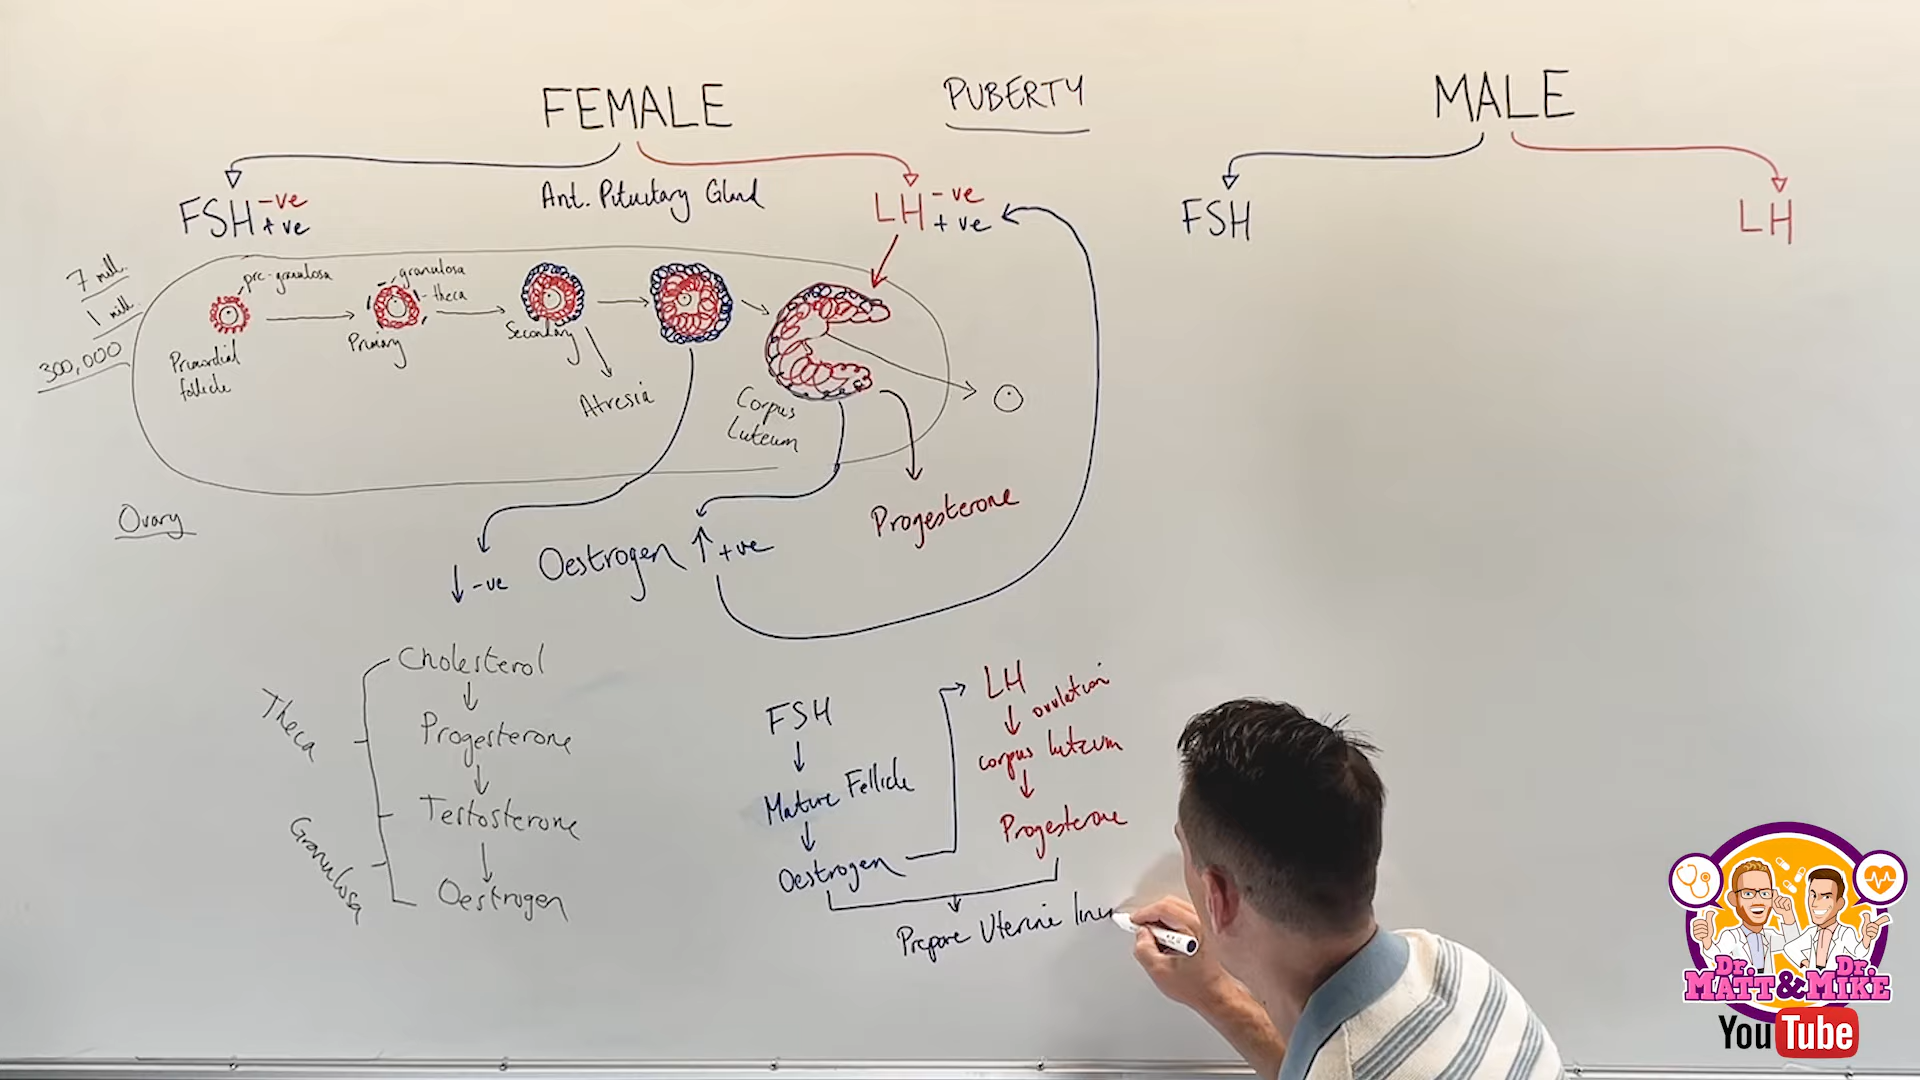 FEMALE
PUBERTY
MALE
FSH -ve
+ve
Ant. Pituitary Gland
LH -ve
+ve
FSH
LH
7 mill.
1 mill.
300,000
pre-granulosa
granulosa
theca
Primordial
follicle
Primary
Secondary
Atresia
Corpus
Luteum
Ovary
Progesterone
↓ -ve
Oestrogen ↑ +ve
Theca
Granulosa
Cholesterol
↓
Progesterone
↓
Testosterone
↓
Oestrogen
FSH
↓
Mature Follicle
↓
Oestrogen
LH
↓ ovulation
corpus luteum
↓
Progesterone
Prepare Uterine
Dr. Dr.
MATT & MIKE
YouTube